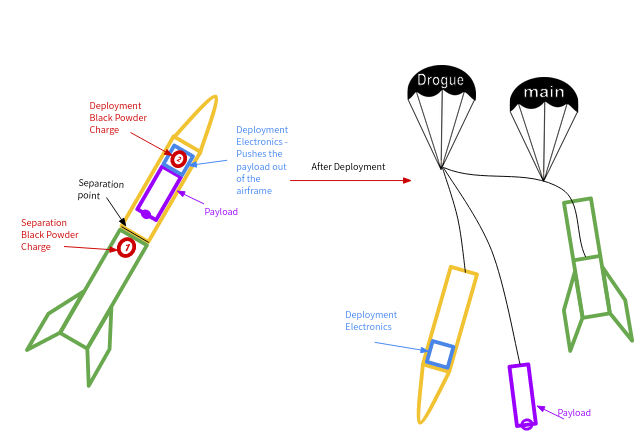 Deployment
Black Powder
Charge
2
Deployment
Electronics -
Pushes the
payload out
of the
airframe
Separation
point
Payload
Separation
Black Powder
Charge
1
After Deployment
Drogue
main
Deployment
Electronics
Payload